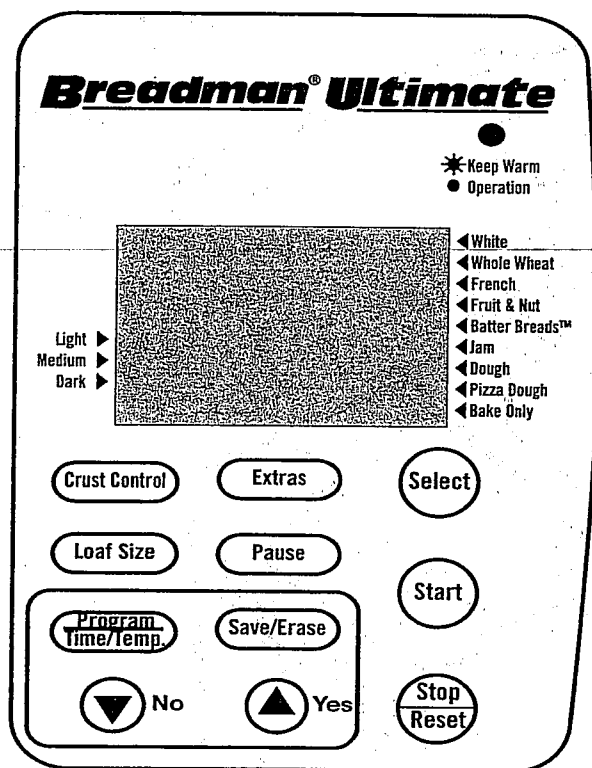 Breadman® Ultimate
Keep Warm
Operation
White
Whole Wheat
French
Fruit & Nut
Batter Breads™
Jam
Dough
Pizza Dough
Bake Only
Light
Medium
Dark
Crust Control
Extras
Select
Loaf Size
Pause
Start
Program
Time/Temp.
Save/Erase
No
Yes
Stop
Reset